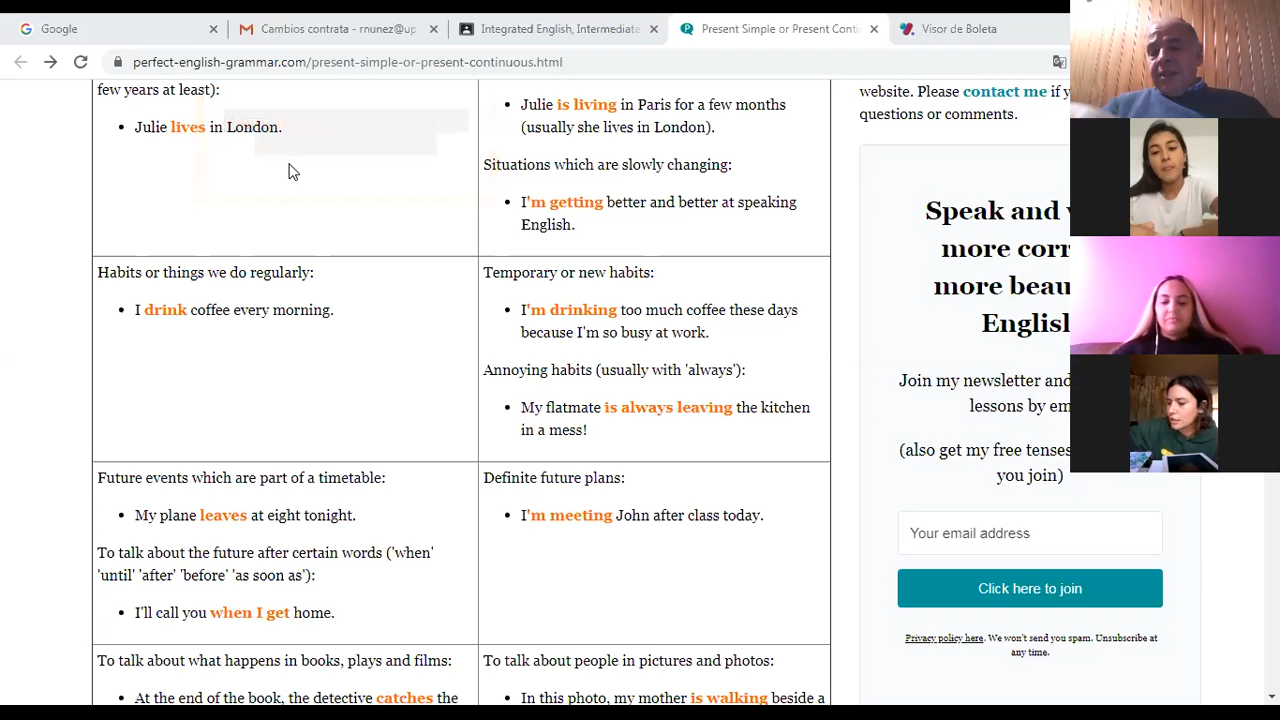 Google
Cambios contrata - rnunez@up
Integrated English, Intermediate
Present Simple or Present Conti
Visor de Boleta
perfect-english-grammar.com/present-simple-or-present-continuous.html
few years at least):
Julie lives in London.
Julie is living in Paris for a few months
(usually she lives in London).
Situations which are slowly changing:
I'm getting better and better at speaking
English.
Habits or things we do regularly:
I drink coffee every morning.
Temporary or new habits:
I'm drinking too much coffee these days
because I'm so busy at work.
Annoying habits (usually with 'always'):
My flatmate is always leaving the kitchen
in a mess!
Future events which are part of a timetable:
My plane leaves at eight tonight.
To talk about the future after certain words ('when'
'until' 'after' 'before' 'as soon as'):
I'll call you when I get home.
Definite future plans:
I'm meeting John after class today.
To talk about what happens in books, plays and films:
At the end of the book, the detective catches the
To talk about people in pictures and photos:
In this photo, my mother is walking beside a
website. Please contact me if y
questions or comments.
Speak and
more corr
more beau
English
Join my newsletter and
lessons by em
(also get my free tenses
you join)
Your email address
Click here to join
Privacy policy here. We won't send you spam. Unsubscribe at
any time.